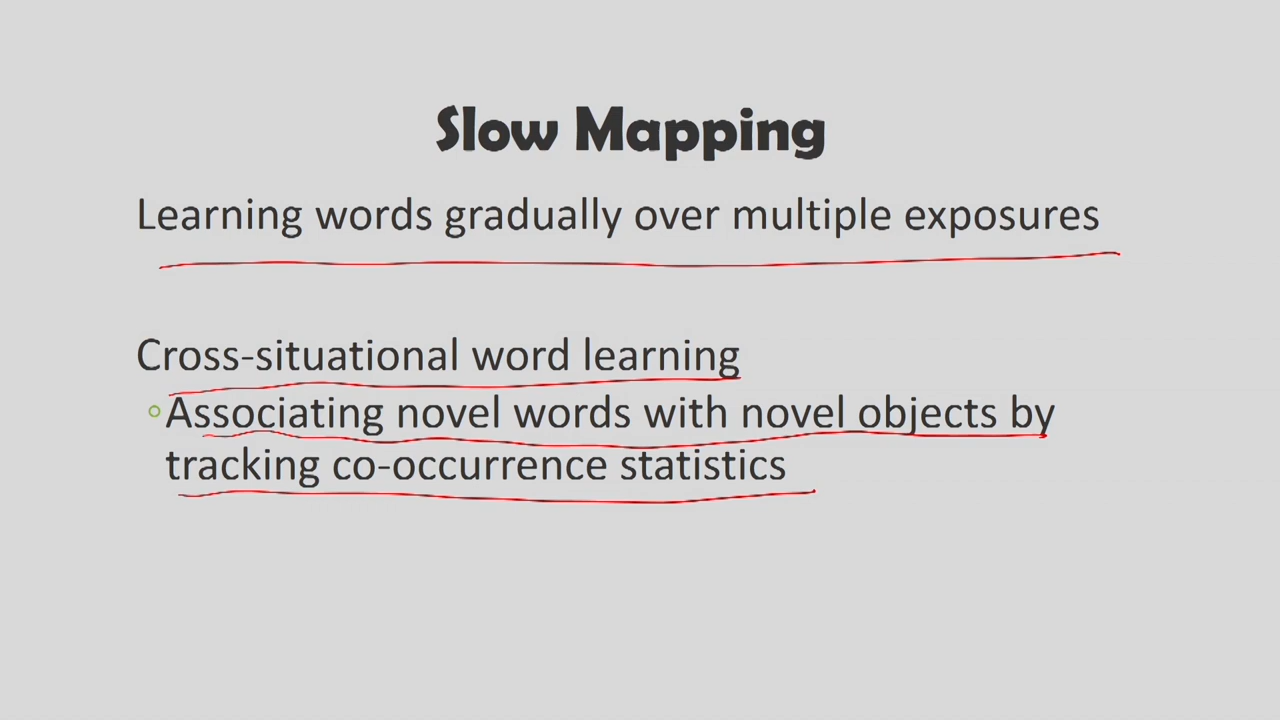 Slow Mapping
Learning words gradually over multiple exposures
Cross-situational word learning
Associating novel words with novel objects by
tracking co-occurrence statistics